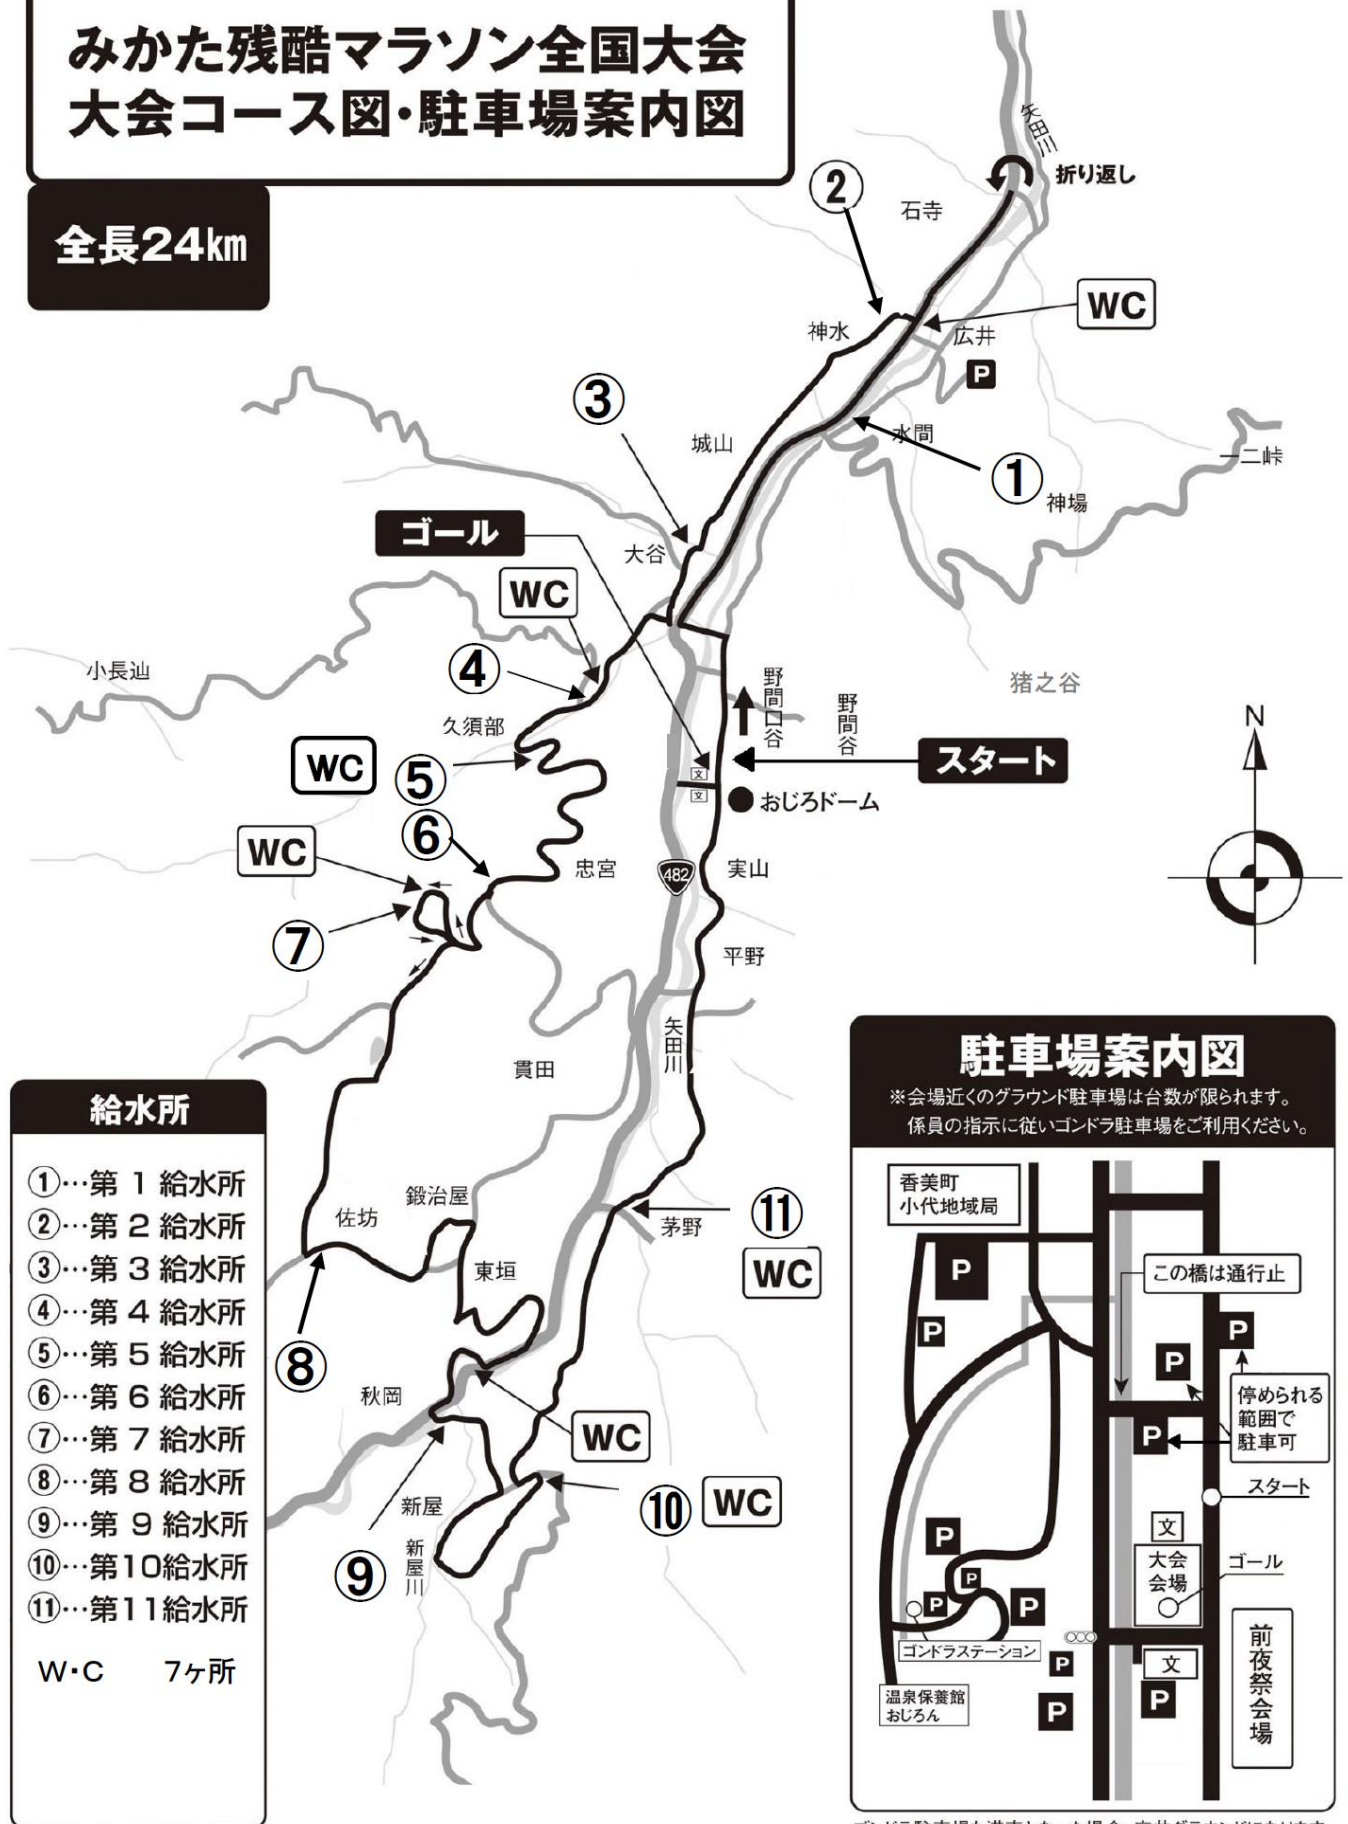 みかた残酷マラソン全国大会
大会コース図・駐車場案内図
全長24㎞
矢田川
折り返し
②
石寺
WC
神水
広井
P
③
城山
水間
一二峠
①
神場
ゴール
大谷
WC
小長辿
④
野間口谷
野間谷
猪之谷
久須部
N
WC
⑤
スタート
文
文
おじろドーム
⑥
WC
忠宮
482
実山
⑦
平野
矢田川
貫田
佐坊
鍛治屋
東垣
茅野
⑪
WC
⑧
秋岡
WC
⑩
WC
新屋
新屋川
⑨
給水所
①…第 1 給水所
②…第 2 給水所
③…第 3 給水所
④…第 4 給水所
⑤…第 5 給水所
⑥…第 6 給水所
⑦…第 7 給水所
⑧…第 8 給水所
⑨…第 9 給水所
⑩…第10給水所
⑪…第11給水所
W・C 7ヶ所
駐車場案内図
※会場近くのグラウンド駐車場は台数が限られます。
係員の指示に従いゴンドラ駐車場をご利用ください。
香美町
小代地域局
P
この橋は通行止
P
P
P
停められる
範囲で
駐車可
P
スタート
文
P
大会
会場
ゴール
P
P
P
ゴンドラステーション
前夜祭会場
P
文
温泉保養館
おじろん
P
P